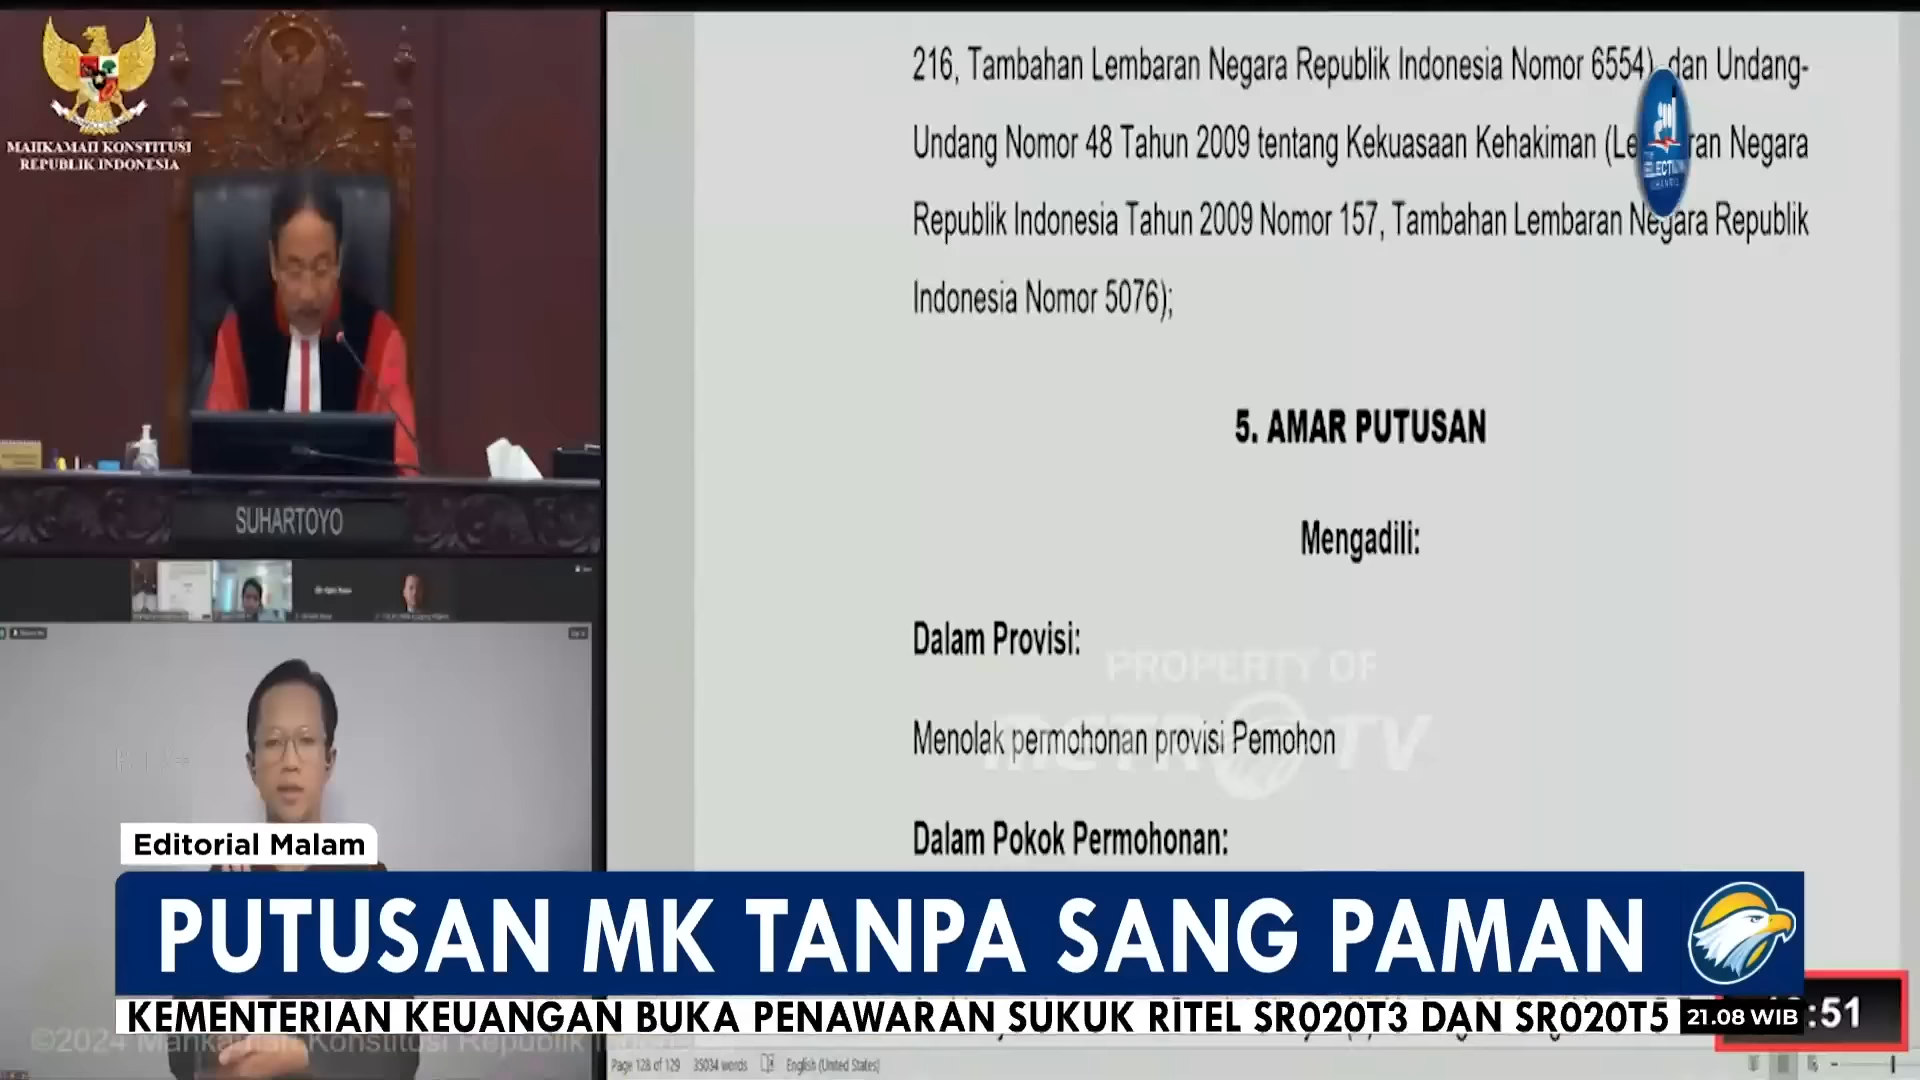 MAHKAMAH KONSTITUSI
REPUBLIK INDONESIA
SUHARTOYO
216, Tambahan Lembaran Negara Republik Indonesia Nomor 6554), dan Undang-
Undang Nomor 48 Tahun 2009 tentang Kekuasaan Kehakiman (Le ran Negara
Republik Indonesia Tahun 2009 Nomor 157, Tambahan Lembaran Negara Republik
Indonesia Nomor 5076);
5. AMAR PUTUSAN
Mengadili:
Dalam Provisi:
Menolak permohonan provisi Pemohon
Dalam Pokok Permohonan:
PROPERTY OF
METRO TV
Editorial Malam
PUTUSAN MK TANPA SANG PAMAN
KEMENTERIAN KEUANGAN BUKA PENAWARAN SUKUK RITEL SR020T3 DAN SR020T5
21.08 WIB
:51
©2024 Mahkamah Konstitusi Republik
Page 128 of 129 35034 words English (United States)